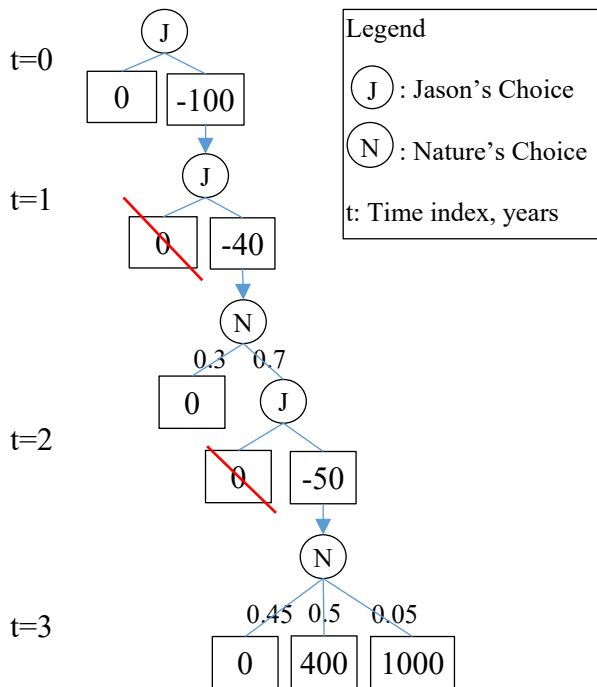 J
t=0
0 -100
J
t=1
0 -40
N
0.3 0.7
0 J
t=2
0 -50
N
0.45 0.5 0.05
t=3
0 400 1000
Legend
J : Jason's Choice
N : Nature's Choice
t: Time index, years